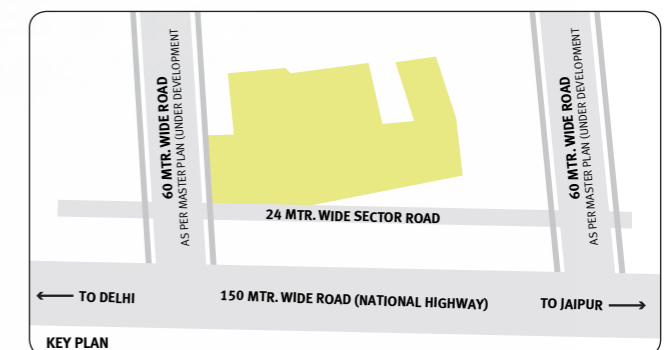 60 MTR. WIDE ROAD
AS PER MASTER PLAN (UNDER DEVELOPMENT
60 MTR. WIDE ROAD
AS PER MASTER PLAN (UNDER DEVELOPMENT
24 MTR. WIDE SECTOR ROAD
← TO DELHI
150 MTR. WIDE ROAD (NATIONAL HIGHWAY)
TO JAIPUR →
KEY PLAN